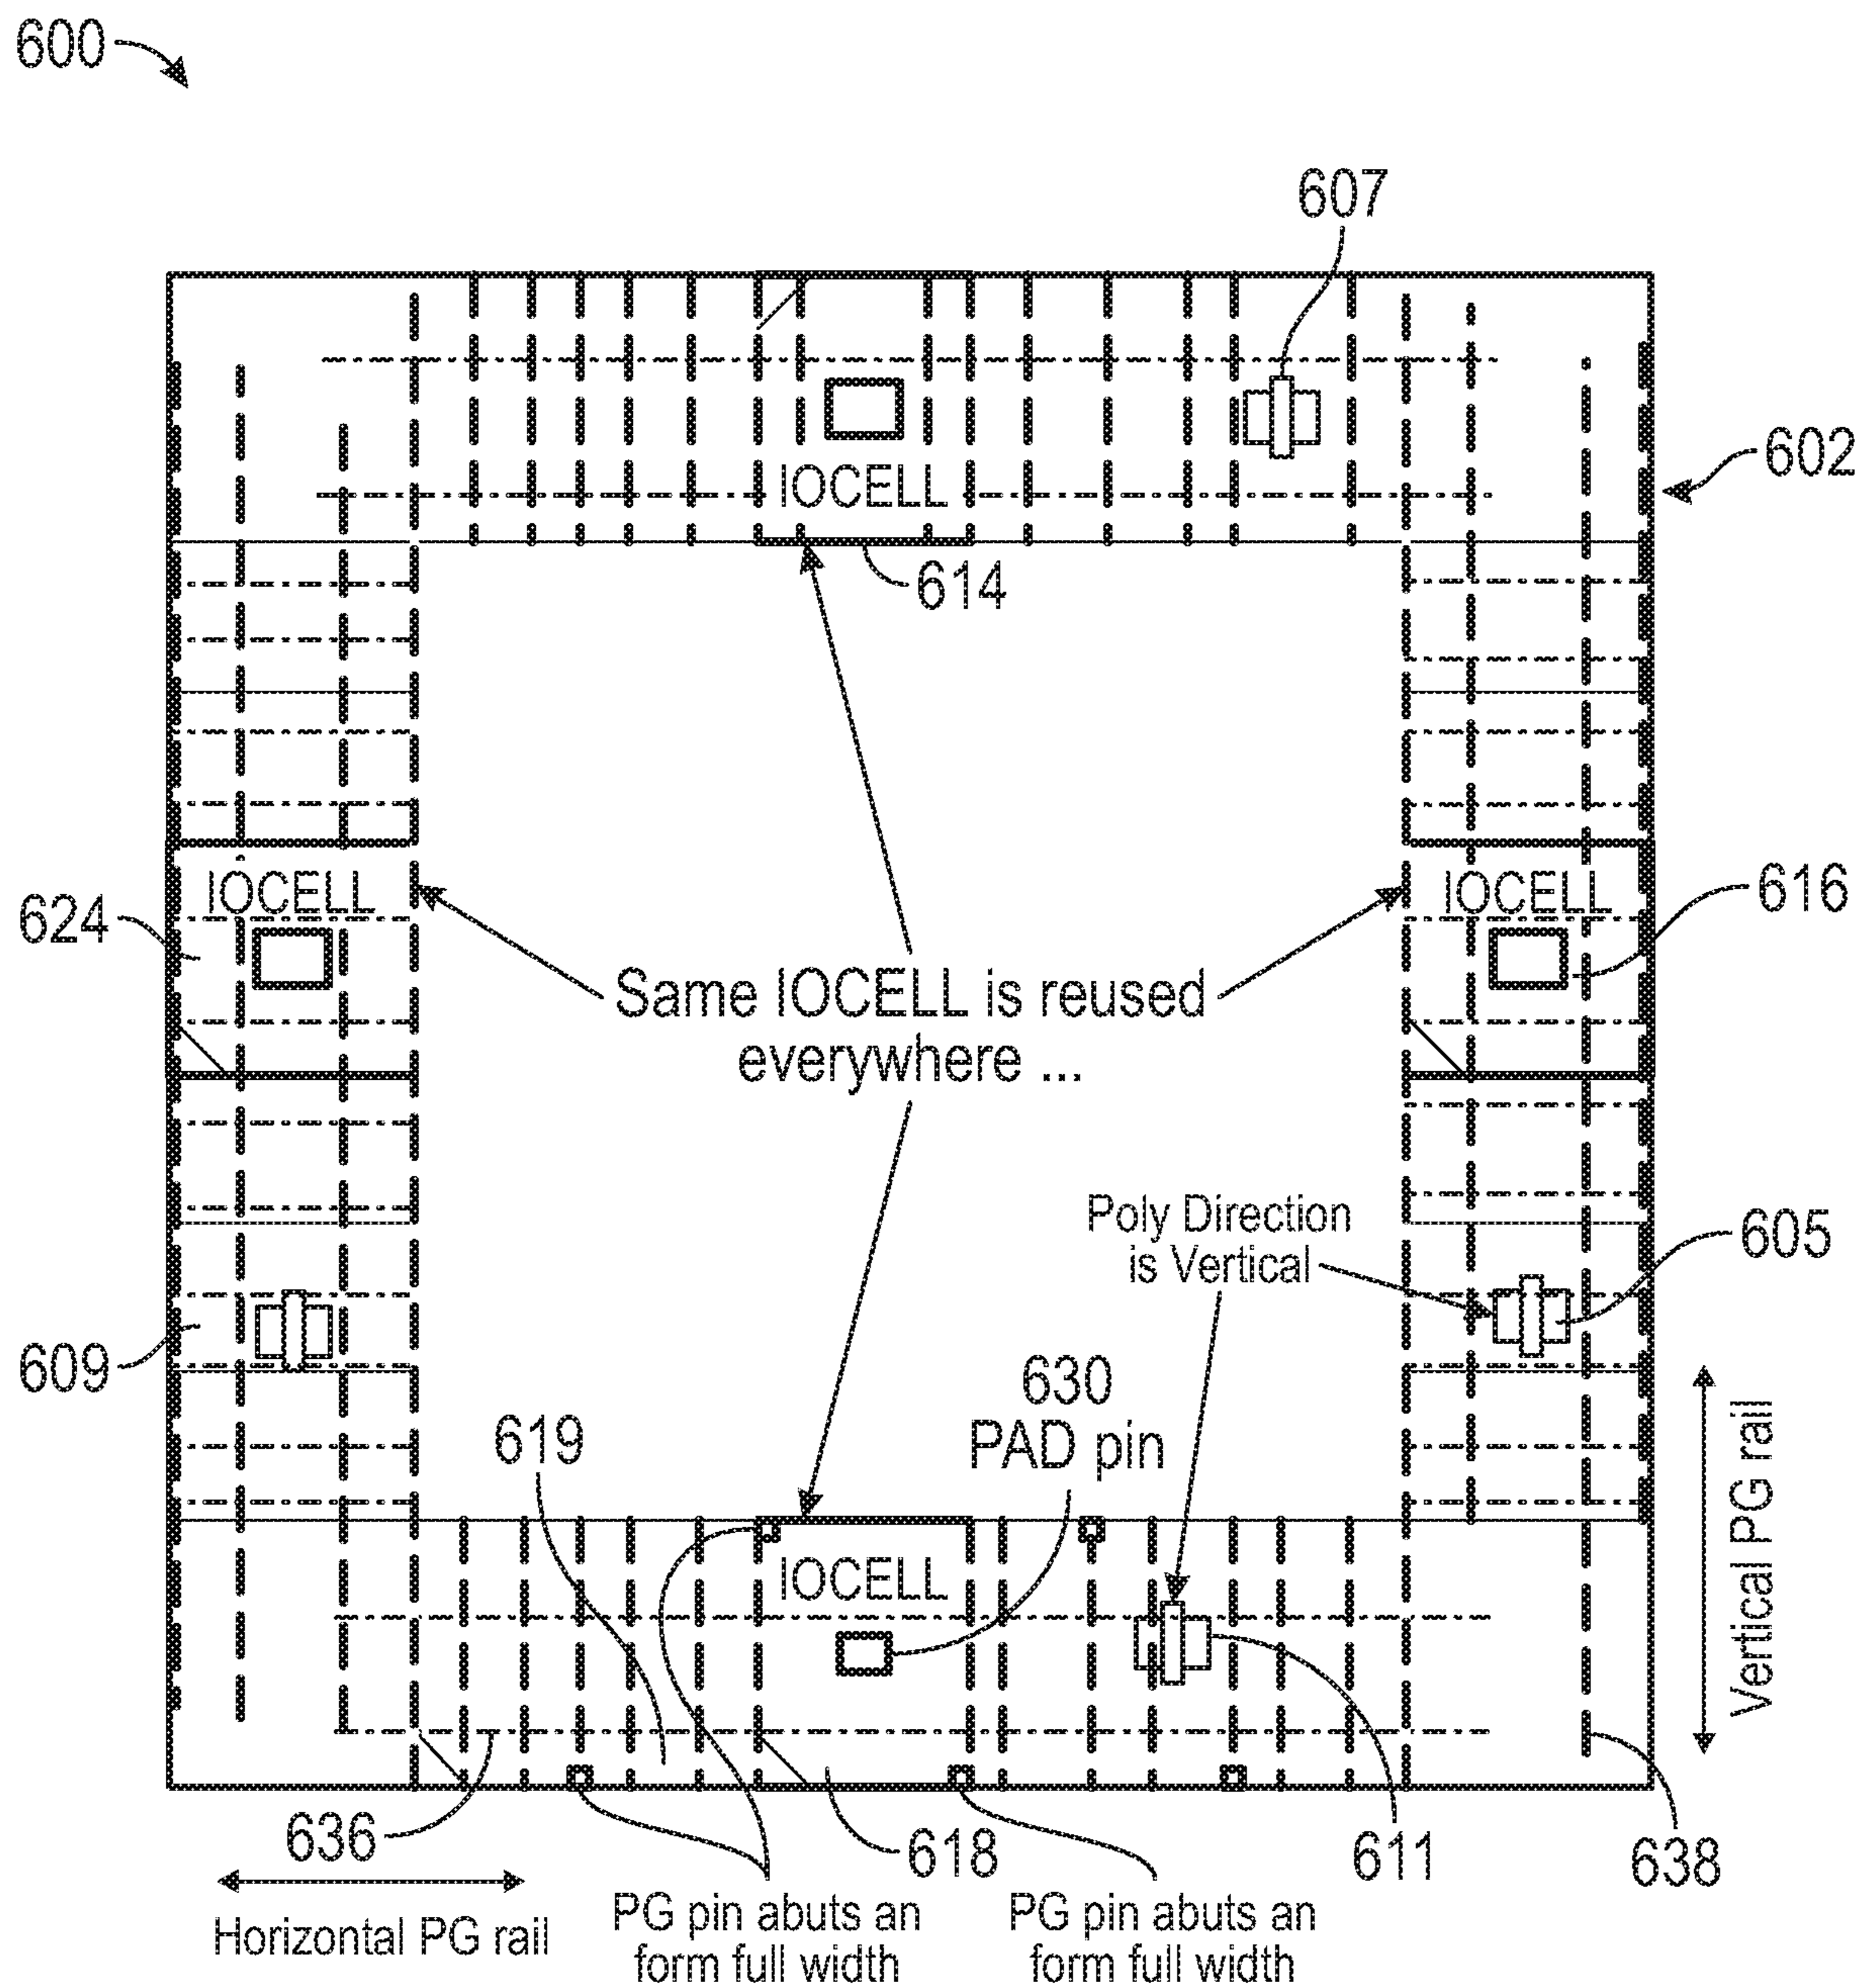 600
607
602
IOCELL
614
IOCELL
624
IOCELL
616
Same IOCELL is reused
everywhere ...
Poly Direction
is Vertical
605
609
619
630
PAD pin
Vertical PG rail
IOCELL
636
618
611
638
Horizontal PG rail
PG pin abuts an
form full width
PG pin abuts an
form full width